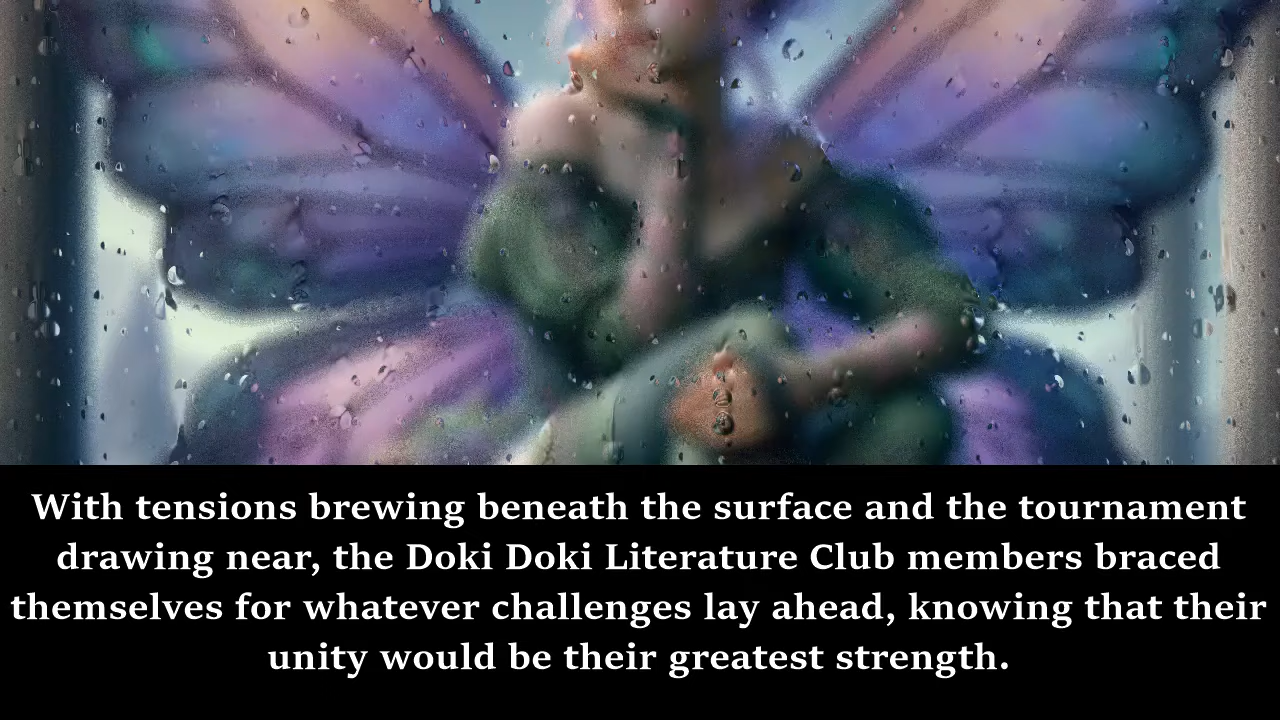 With tensions brewing beneath the surface and the tournament
drawing near, the Doki Doki Literature Club members braced
themselves for whatever challenges lay ahead, knowing that their
unity would be their greatest strength.